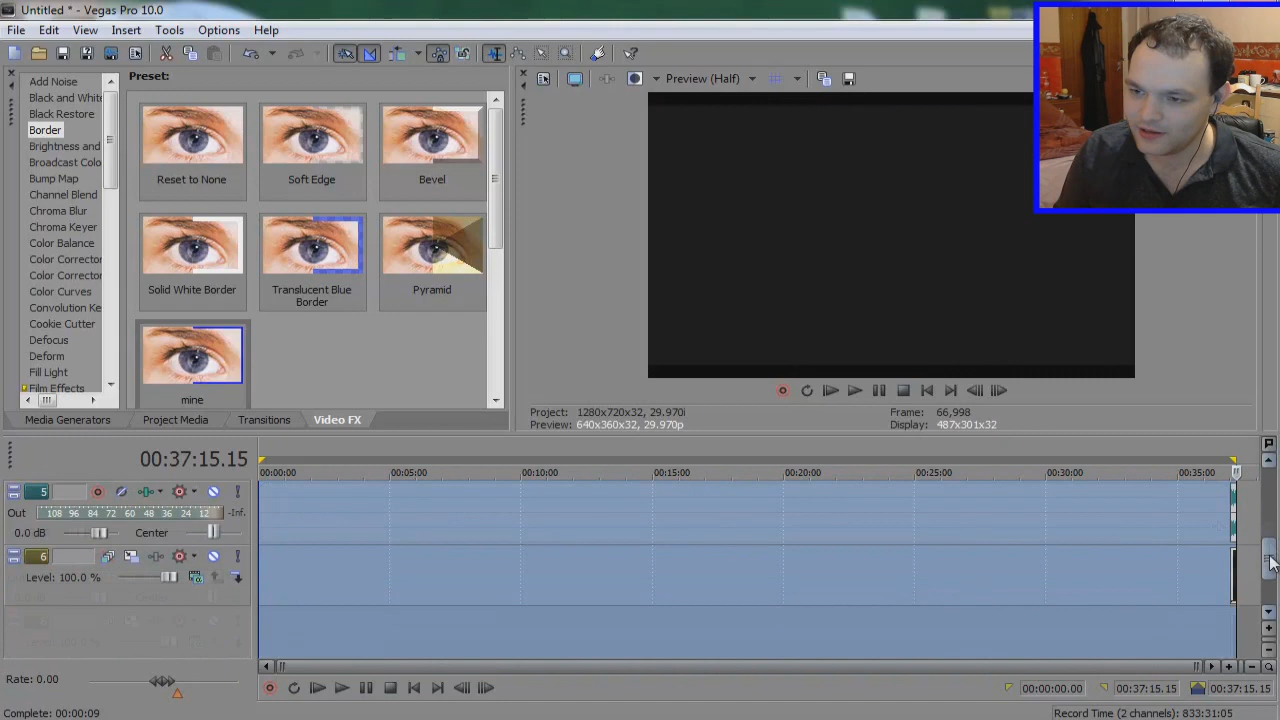 Untitled * - Vegas Pro 10.0
File Edit View Insert Tools Options Help
Preview (Half)
Preset:
Add Noise
Black and White
Black Restore
Border
Brightness and
Broadcast Colo
Bump Map
Channel Blend
Chroma Blur
Chroma Keyer
Color Balance
Color Corrector
Color Corrector
Color Curves
Convolution Ke
Cookie Cutter
Defocus
Deform
Fill Light
Film Effects
Reset to None
Soft Edge
Bevel
Solid White Border
Translucent Blue
Border
Pyramid
mine
Media Generators Project Media Transitions Video FX
Project: 1280x720x32, 29.970i
Preview: 640x360x32, 29.970p
Frame: 66,998
Display: 487x301x32
00:37:15.15
00:00:00 00:05:00 00:10:00 00:15:00 00:20:00 00:25:00 00:30:00 00:35:00
5
Out 108 96 84 72 60 48 36 24 12 -Inf.
0.0 dB Center
6
Level: 100.0 %
Rate: 0.00
00:00:00.00 00:37:15.15 00:37:15.15
Complete: 00:00:09
Record Time (2 channels): 833:31:05